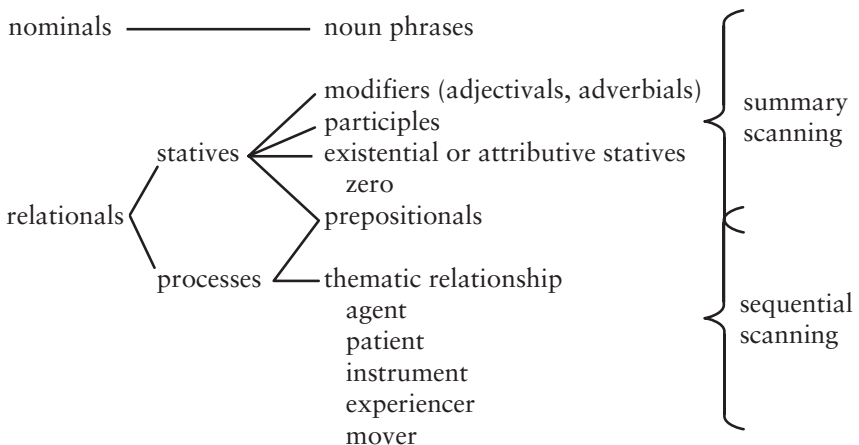 nominals noun phrases
modifiers (adjectivals, adverbials)
summary
scanning
participles
statives existential or attributive statives
zero
relationals prepositionals
processes thematic relationship
agent
sequential
scanning
patient
instrument
experiencer
mover